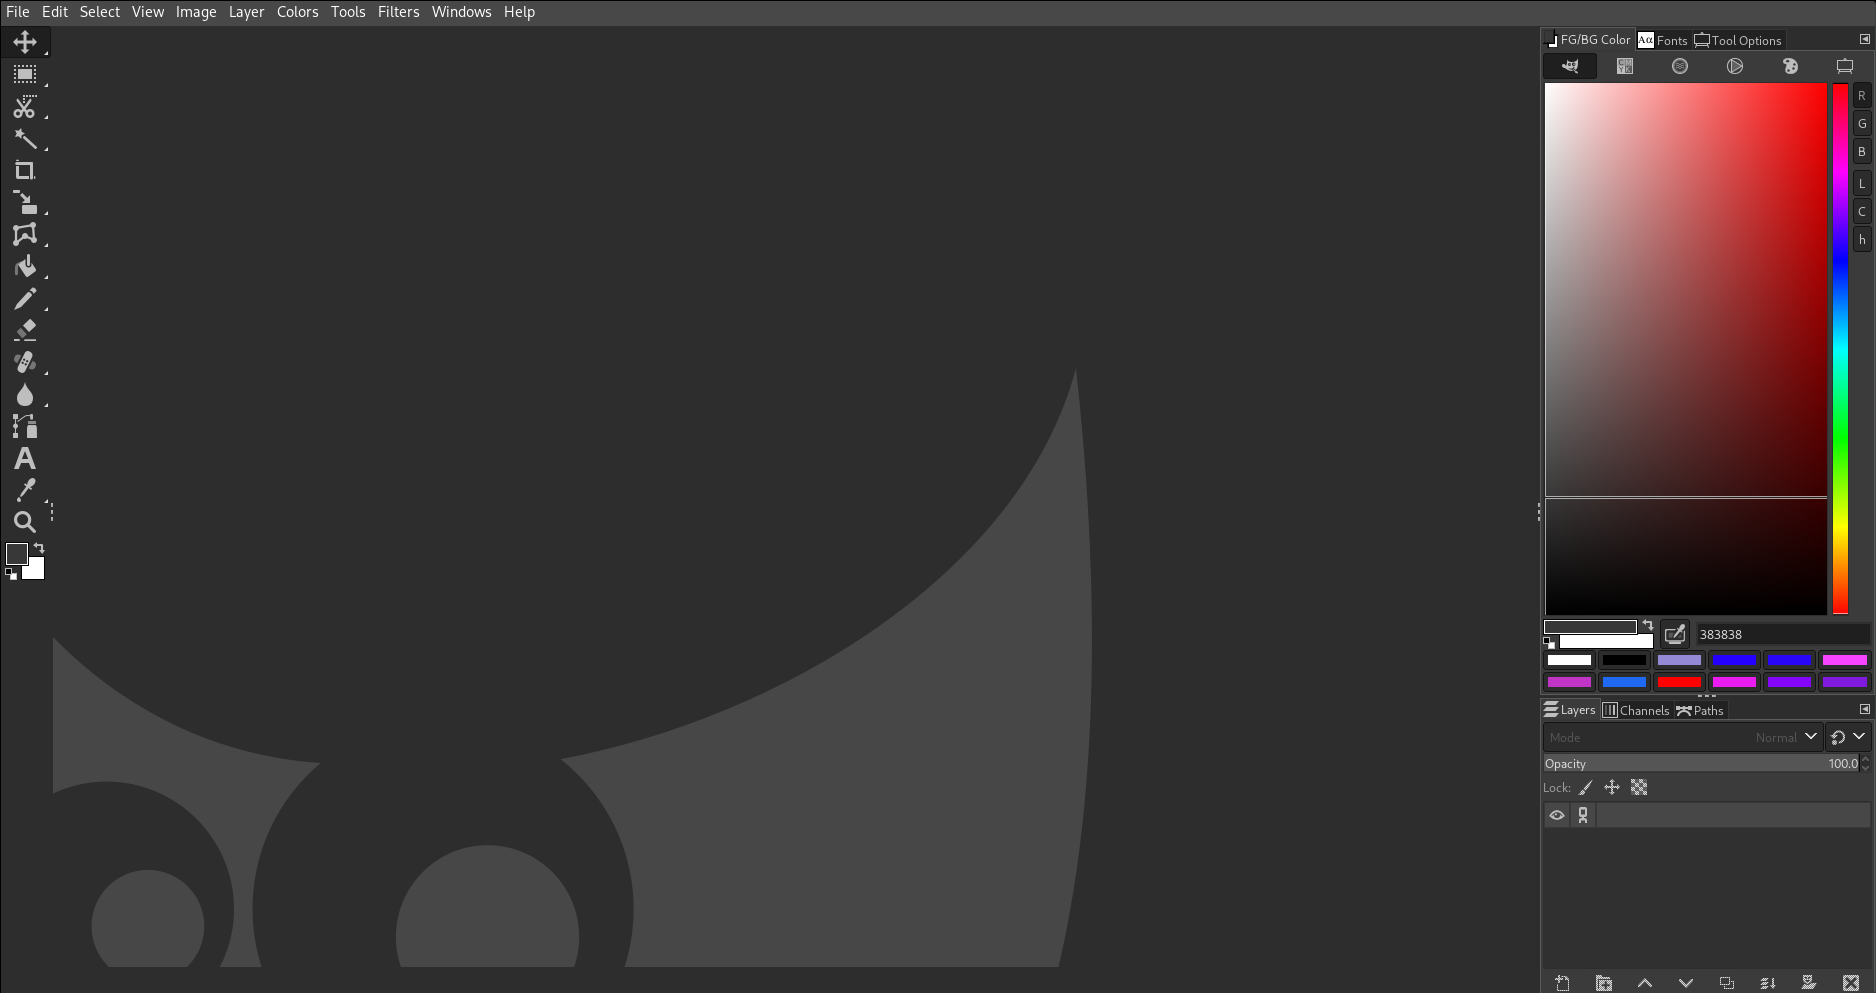 File Edit Select View Image Layer Colors Tools Filters Windows Help
FG/BG Color Aα Fonts Tool Options
R
G
B
L
C
h
A
383838
Layers Channels Paths
Mode Normal
Opacity 100.0
Lock: